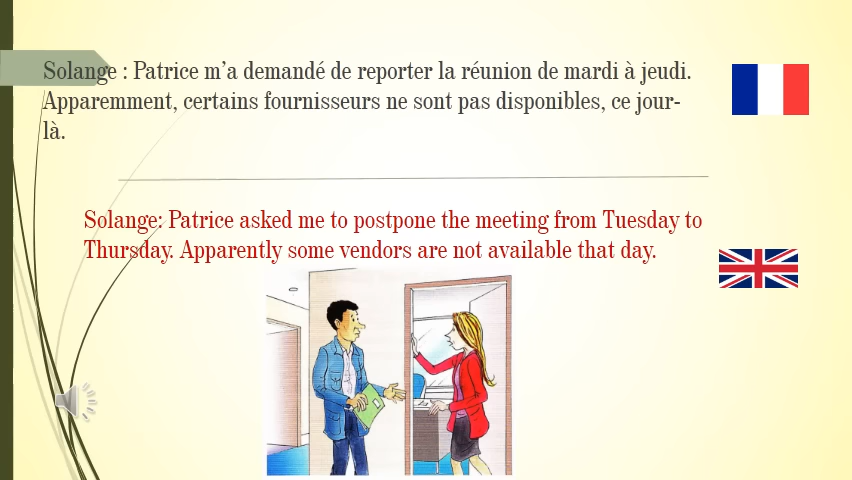 Solange : Patrice m’a demandé de reporter la réunion de mardi à jeudi.
Apparemment, certains fournisseurs ne sont pas disponibles, ce jour-
là.
Solange: Patrice asked me to postpone the meeting from Tuesday to
Thursday. Apparently some vendors are not available that day.